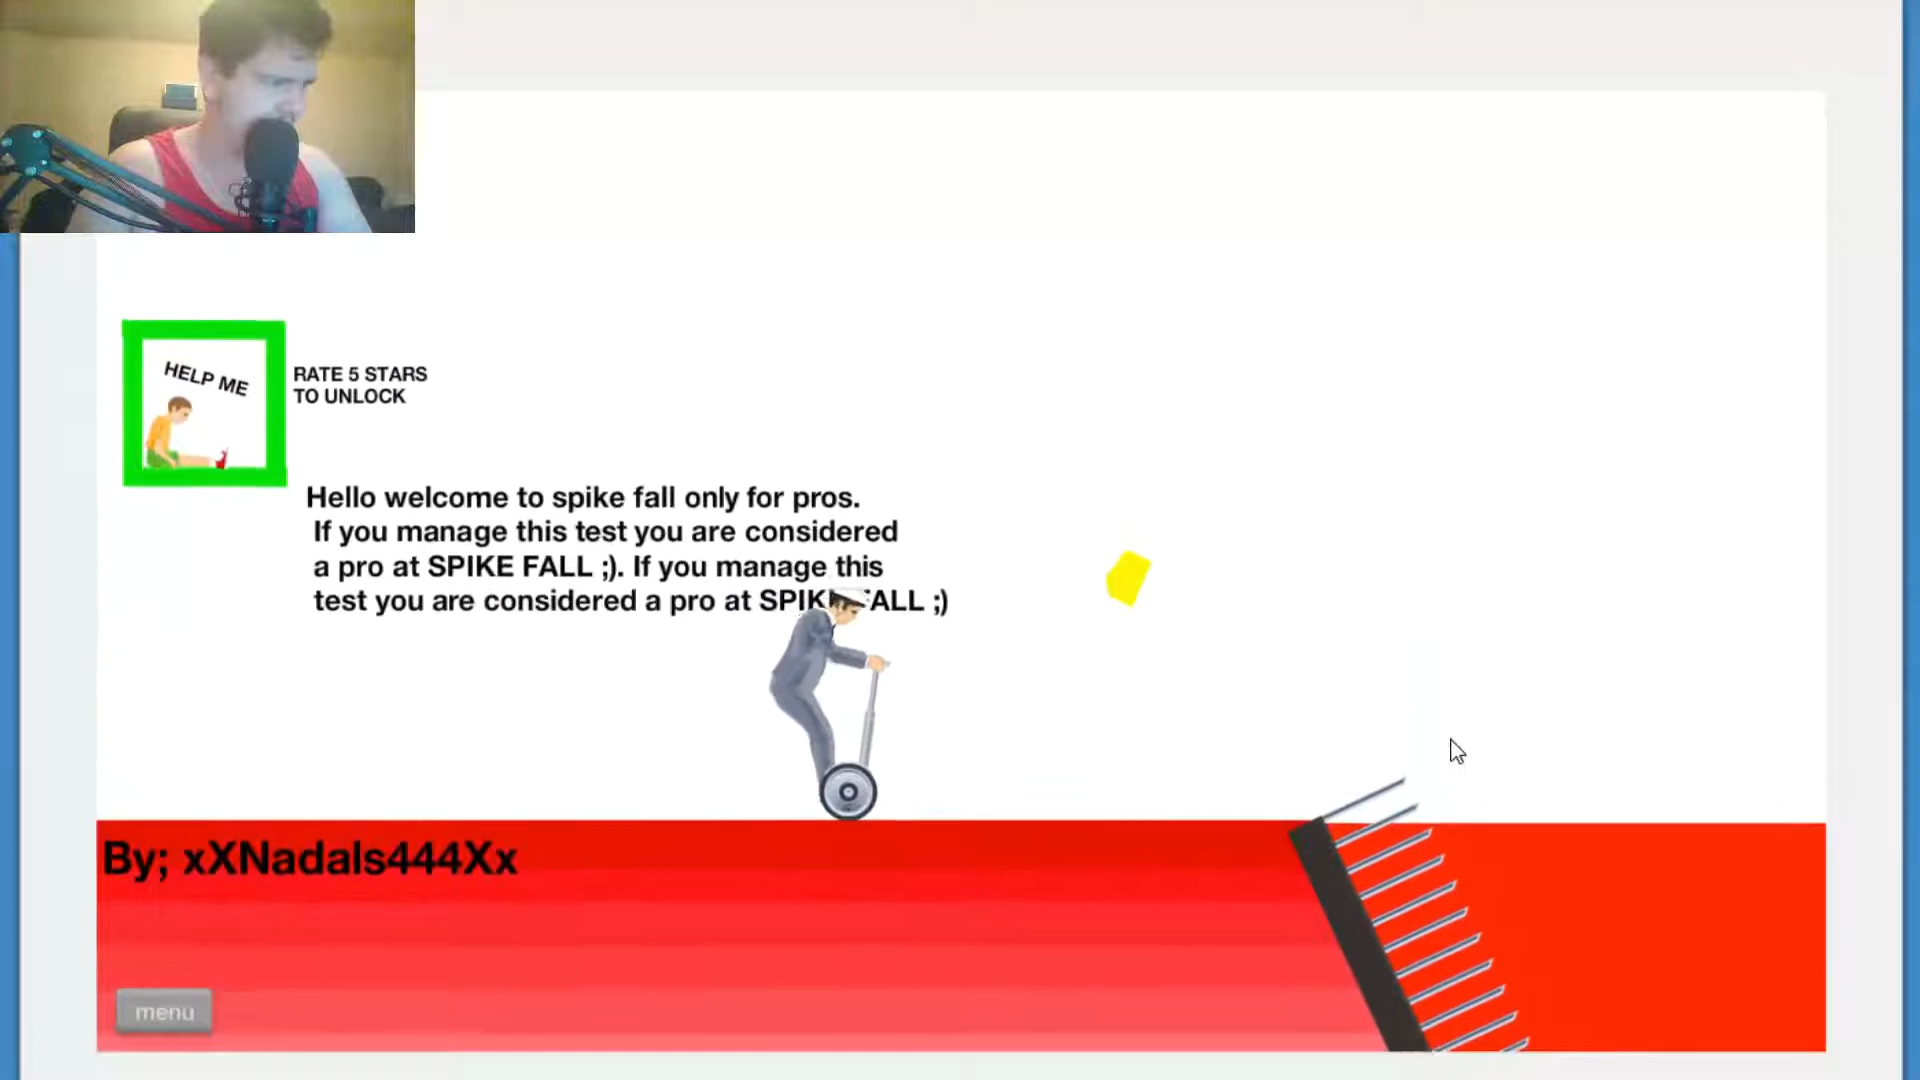 HELP ME
RATE 5 STARS
TO UNLOCK
Hello welcome to spike fall only for pros.
If you manage this test you are considered
a pro at SPIKE FALL ;). If you manage this
test you are considered a pro at SPIKE FALL ;)
By; xXNadals444Xx
menu